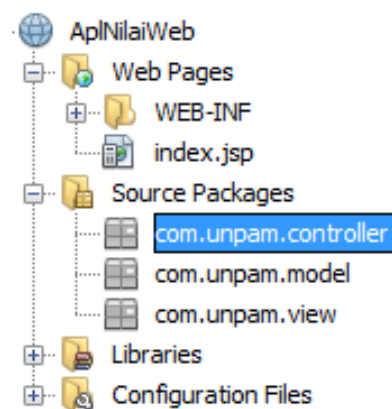 AplNilaiWeb
Web Pages
WEB-INF
index.jsp
Source Packages
com.unpam.controller
com.unpam.model
com.unpam.view
Libraries
Configuration Files